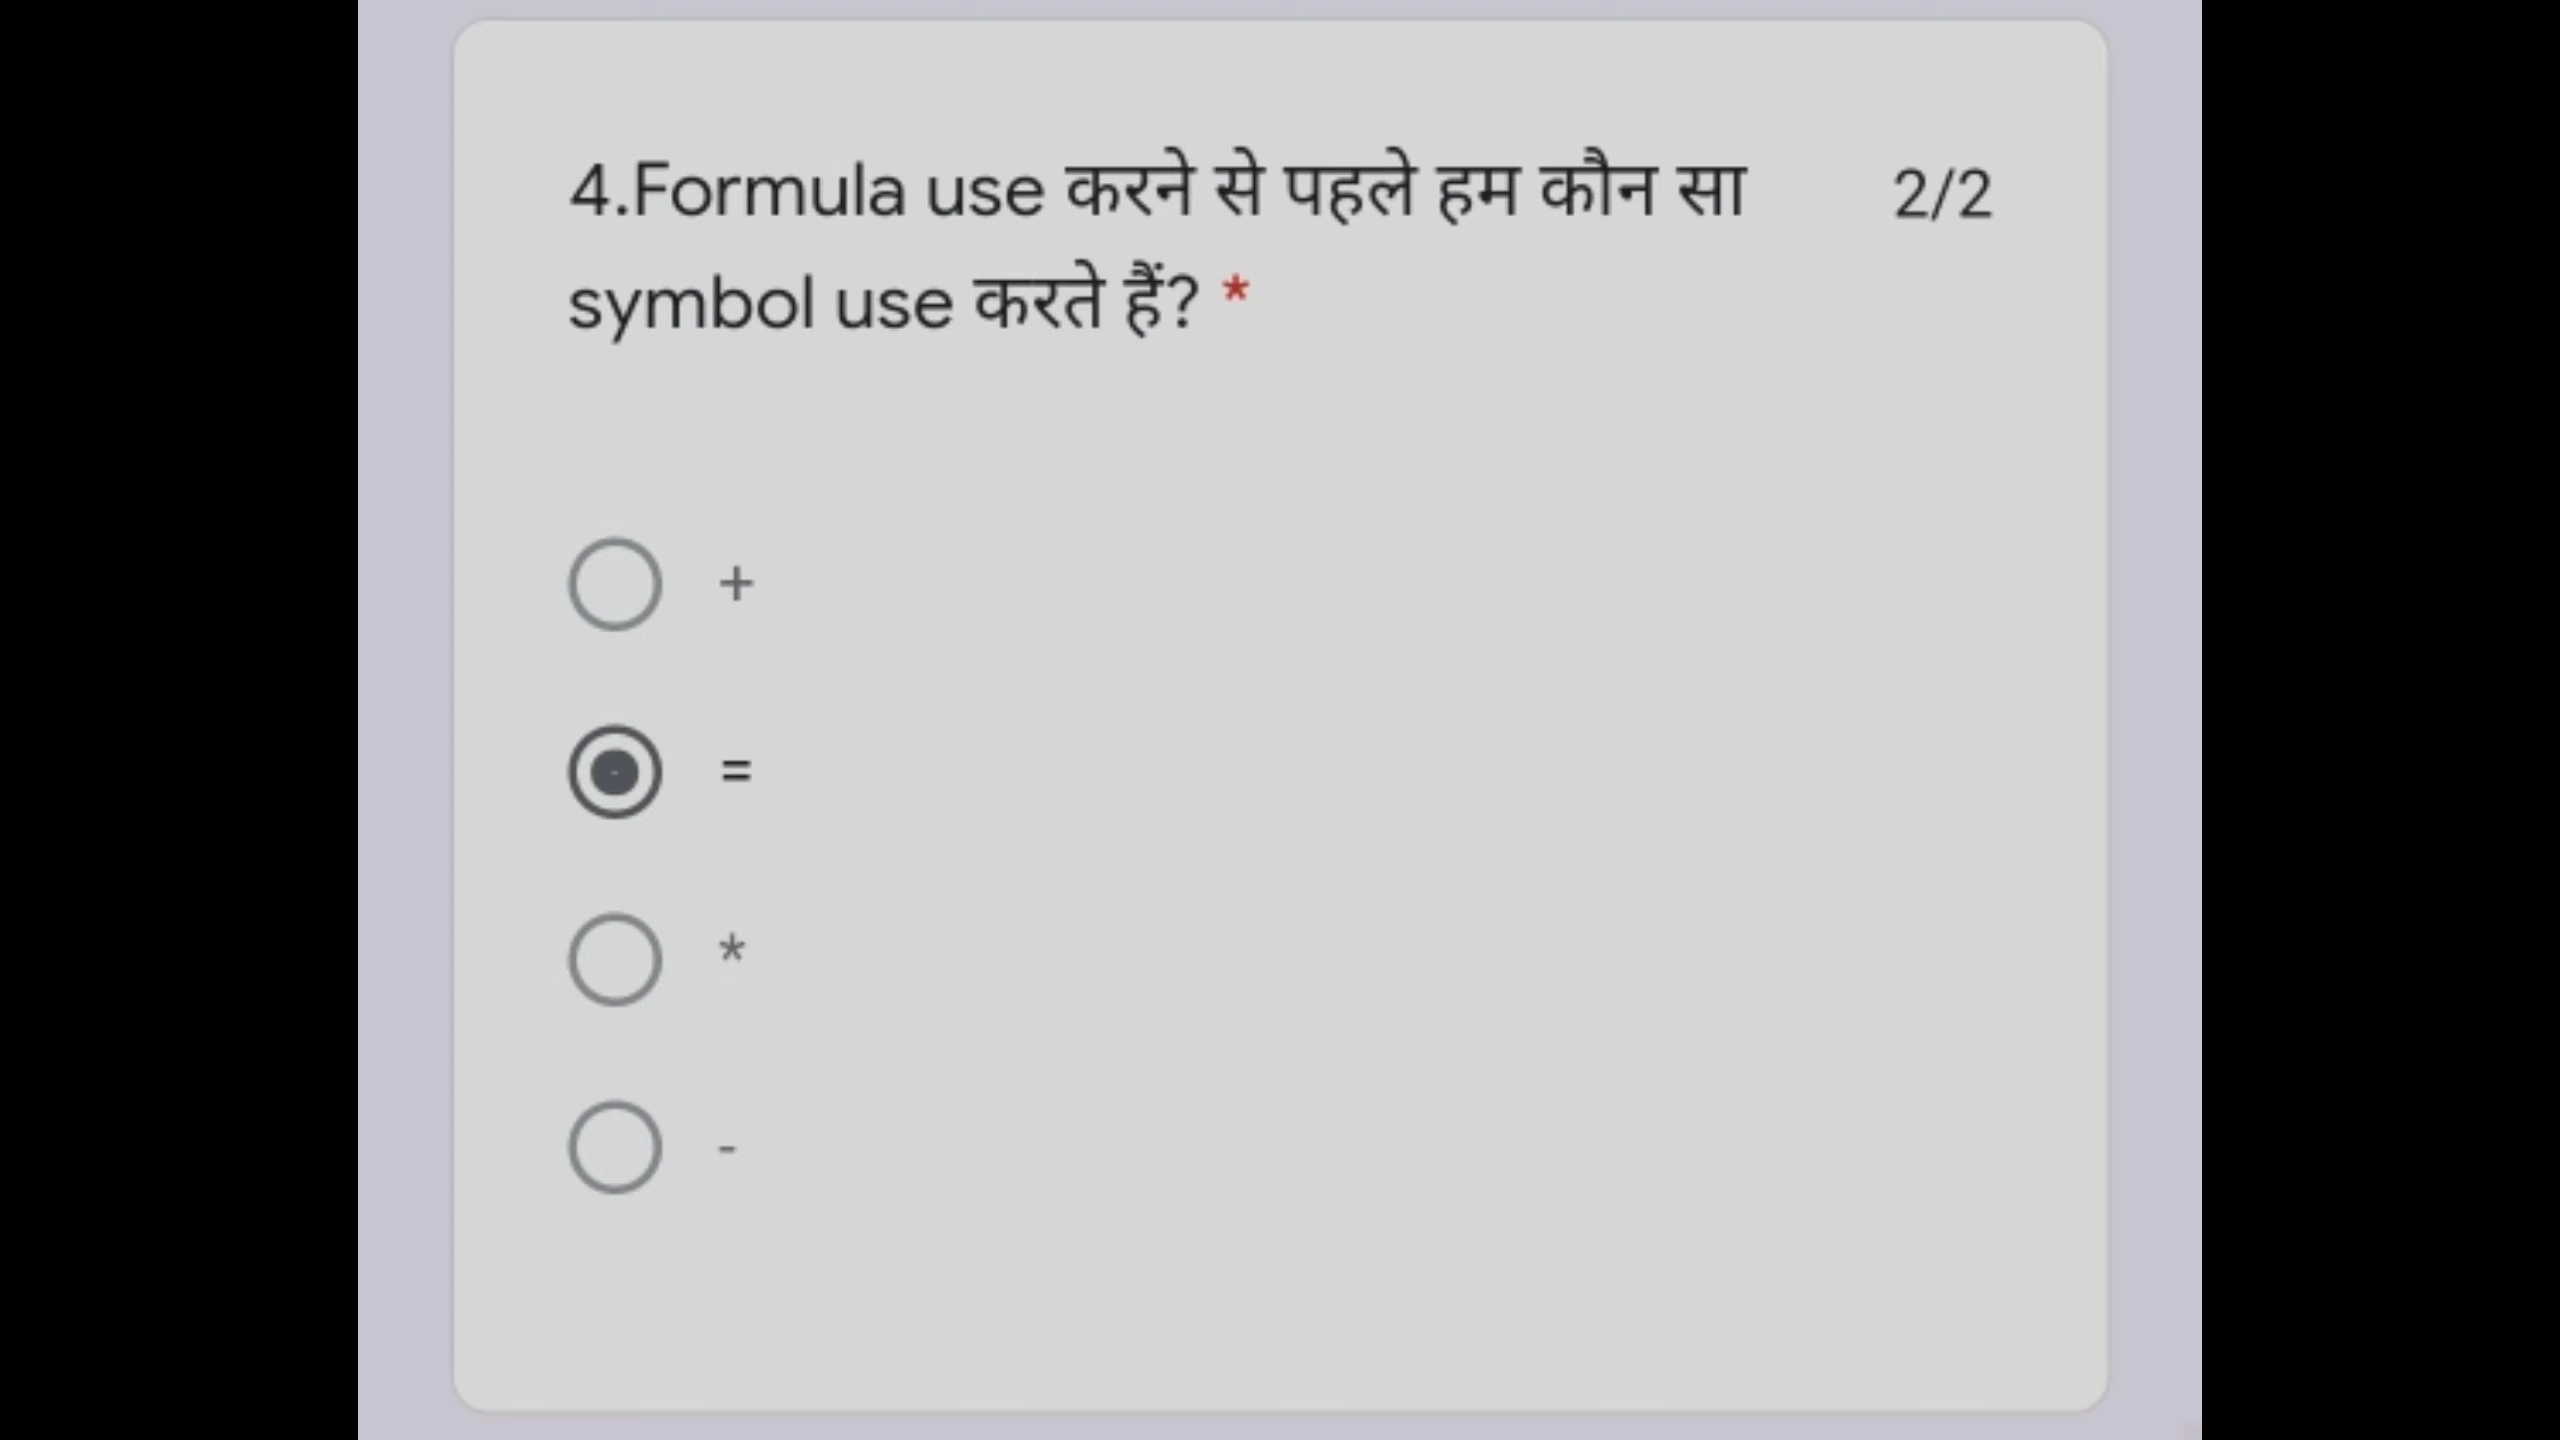 4.Formula use करने से पहले हम कौन सा 2/2
symbol use करते हैं? *
+
=
*
-